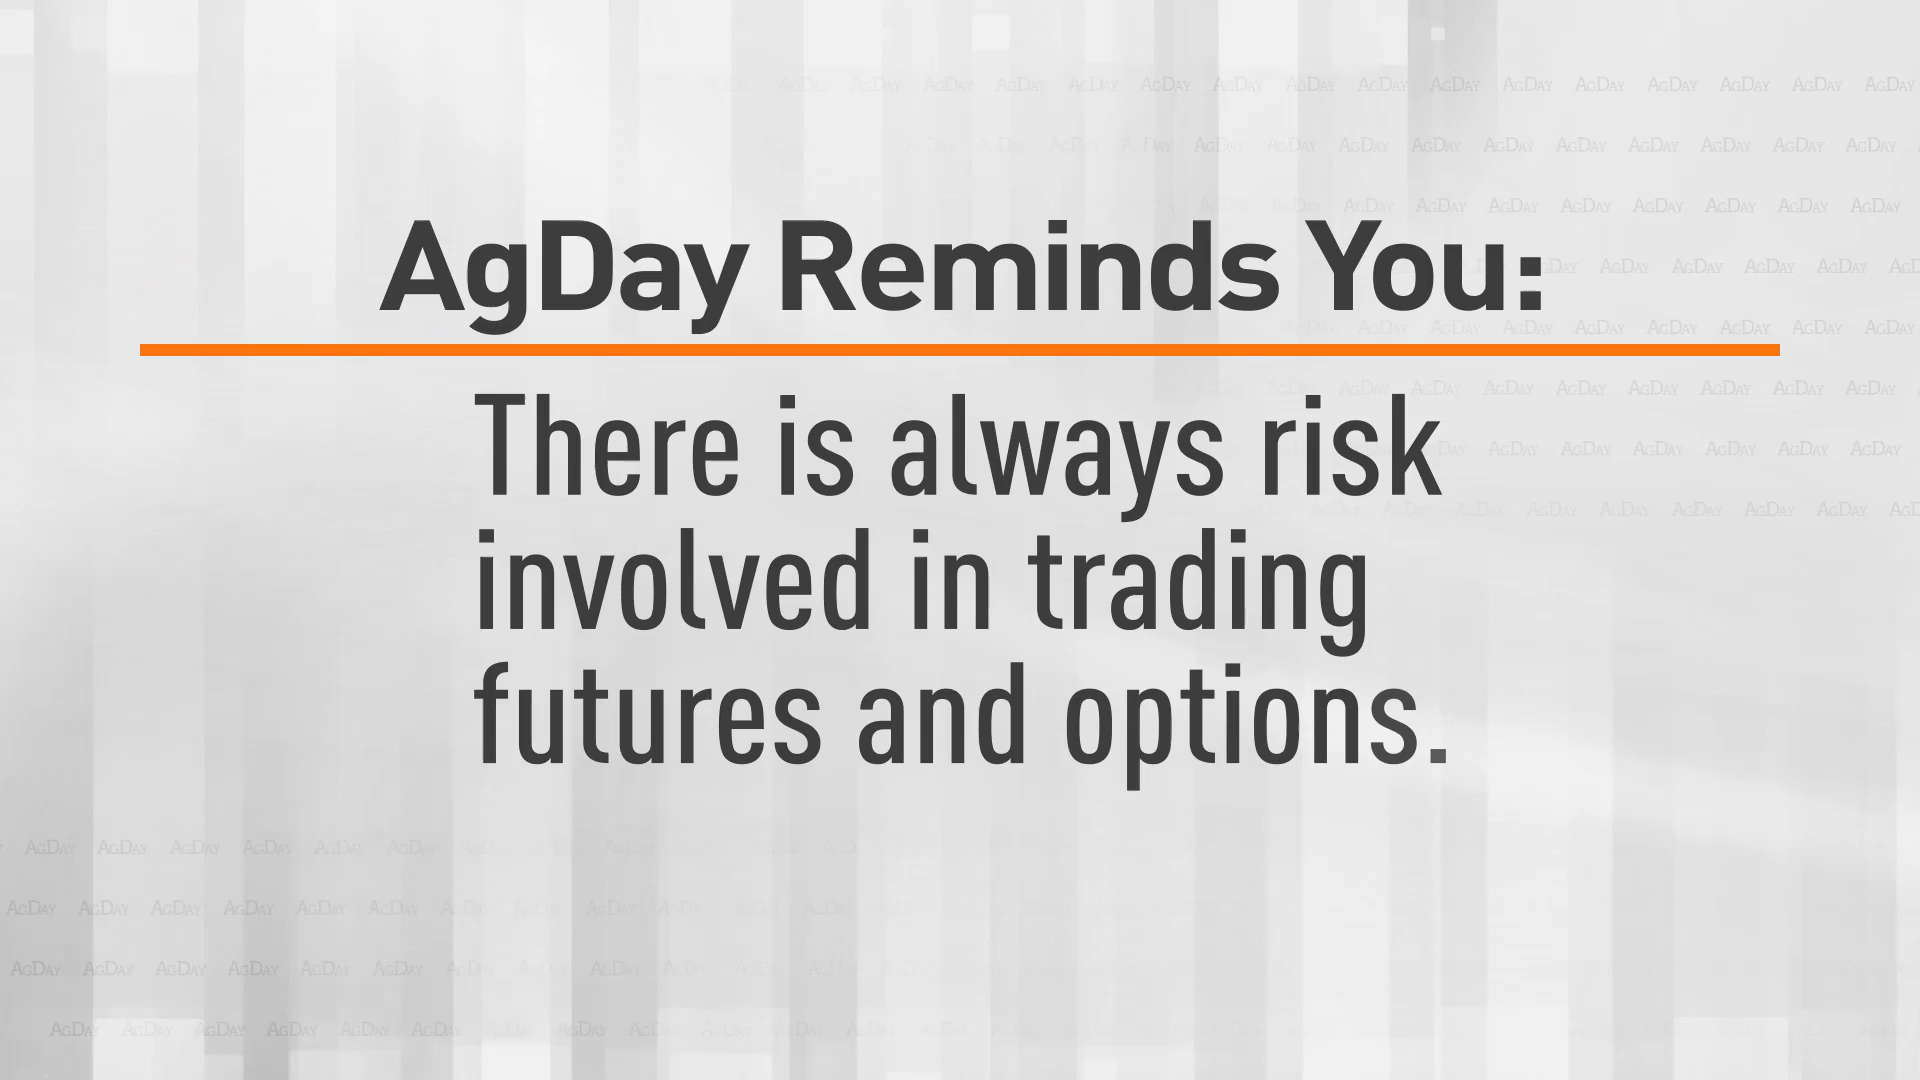 AgDay Reminds You:
There is always risk
involved in trading
futures and options.